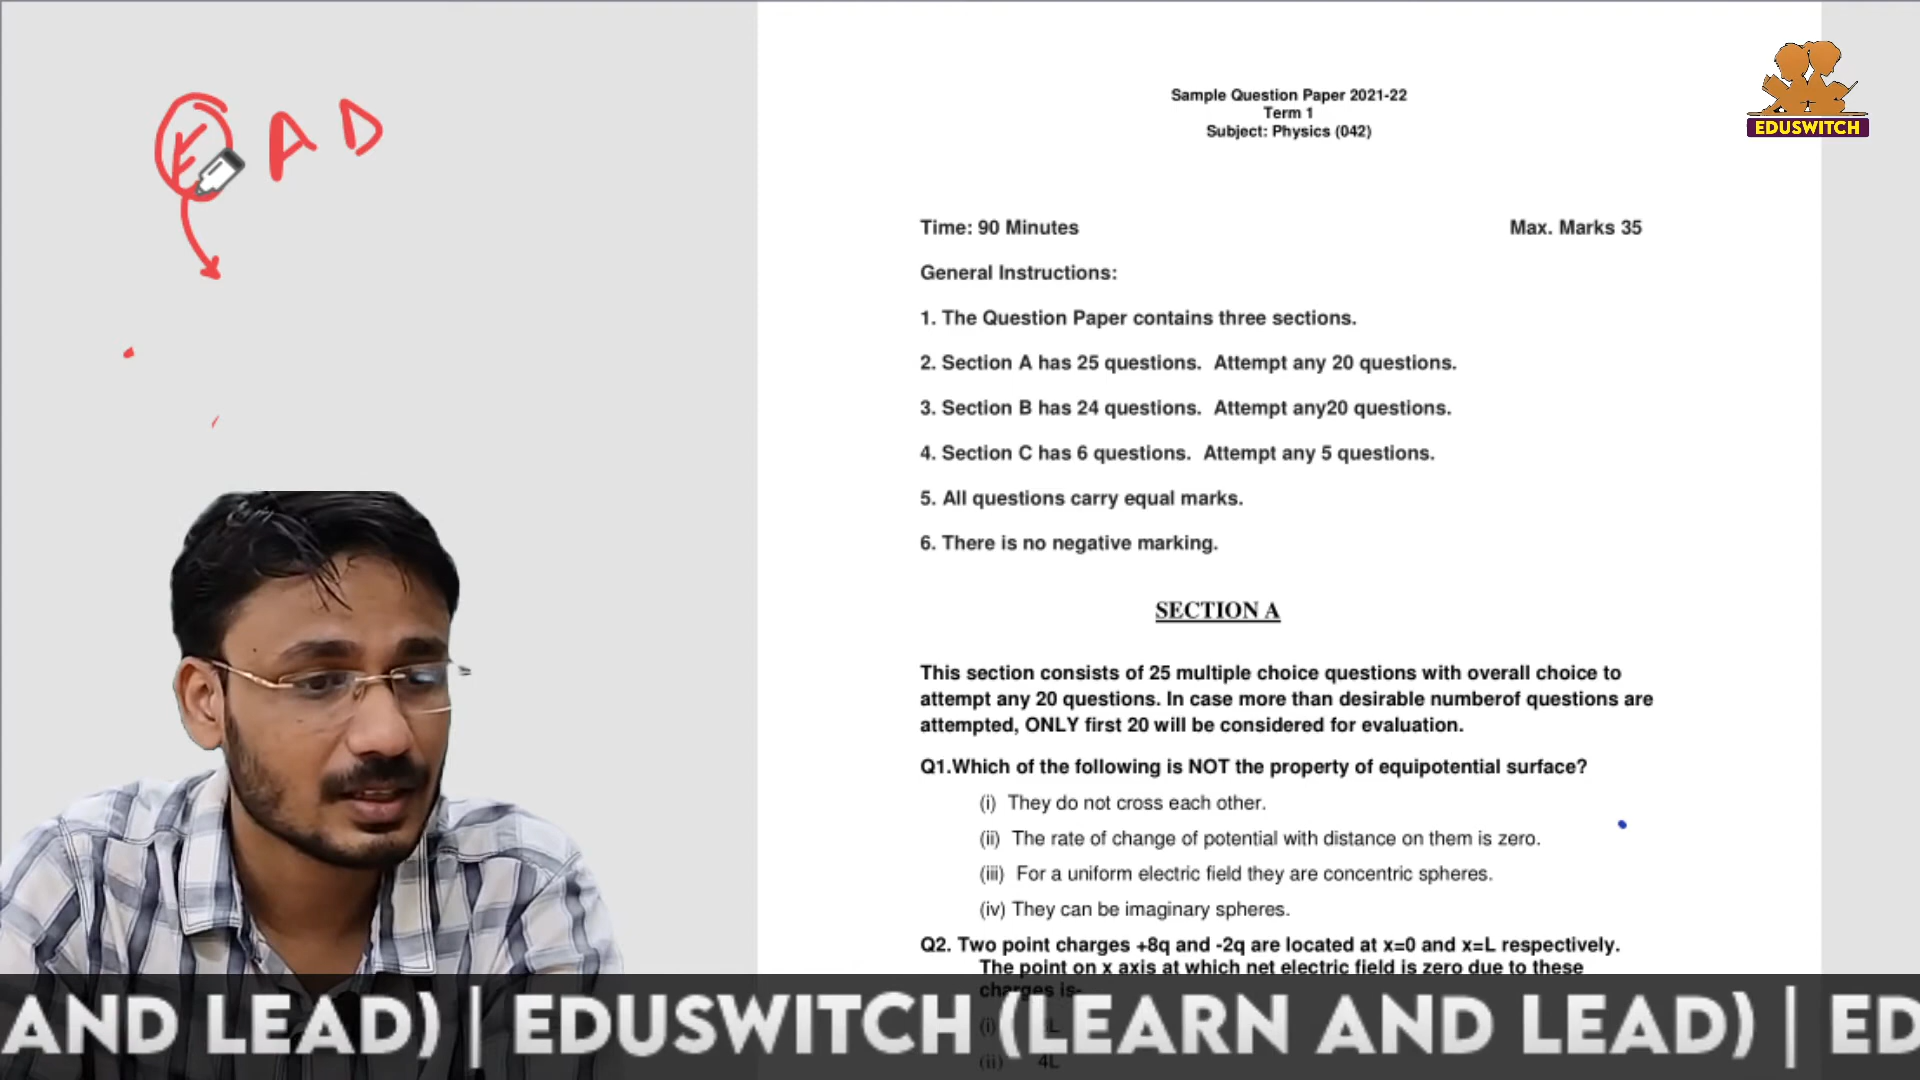 E A D
EDUSWITCH
Sample Question Paper 2021-22
Term 1
Subject: Physics (042)
Time: 90 Minutes Max. Marks 35
General Instructions:
1. The Question Paper contains three sections.
2. Section A has 25 questions. Attempt any 20 questions.
3. Section B has 24 questions. Attempt any20 questions.
4. Section C has 6 questions. Attempt any 5 questions.
5. All questions carry equal marks.
6. There is no negative marking.
SECTION A
This section consists of 25 multiple choice questions with overall choice to
attempt any 20 questions. In case more than desirable numberof questions are
attempted, ONLY first 20 will be considered for evaluation.
Q1.Which of the following is NOT the property of equipotential surface?
(i) They do not cross each other.
(ii) The rate of change of potential with distance on them is zero.
(iii) For a uniform electric field they are concentric spheres.
(iv) They can be imaginary spheres.
Q2. Two point charges +8q and -2q are located at x=0 and x=L respectively.
The point on x axis at which net electric field is zero due to these
charges is-
(i) L
(ii) 4L
AND LEAD) | EDUSWITCH (LEARN AND LEAD) | ED